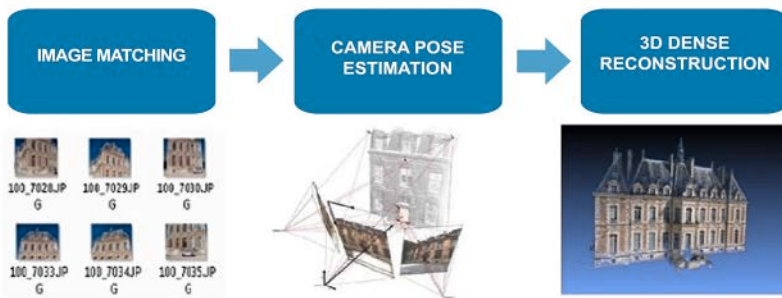 IMAGE MATCHING
CAMERA POSE
ESTIMATION
3D DENSE
RECONSTRUCTION
100_7028.JP
G
100_7029.JP
G
100_7030.JP
G
100_7033.JP
G
100_7034.JP
G
100_7035.JP
G